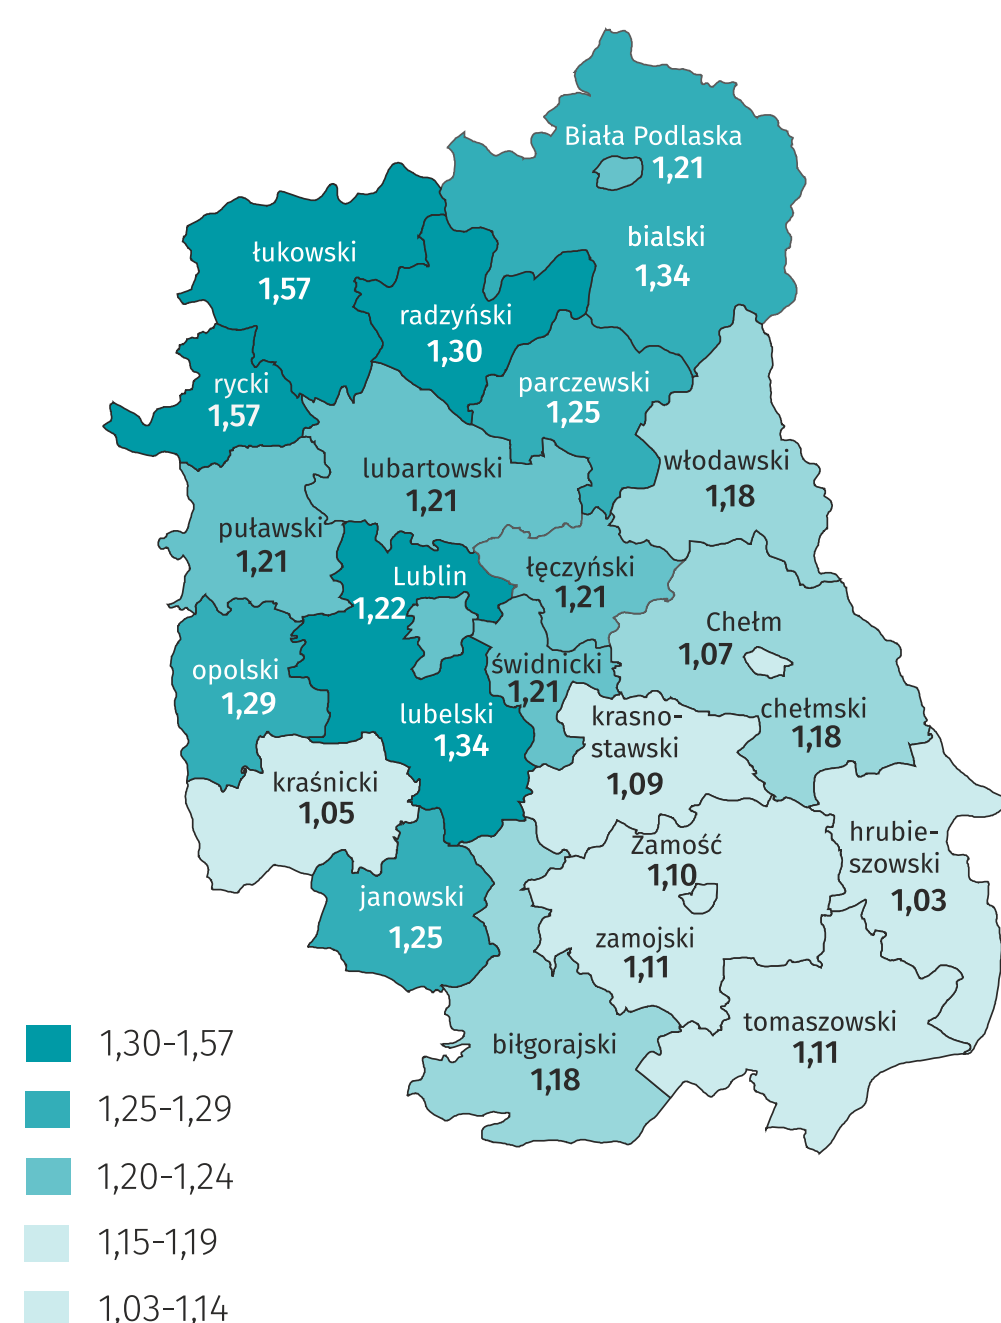 Biała Podlaska
1,21
bialski
1,34
łukowski
1,57
radzyński
1,30
rycki
1,57
parczewski
1,25
lubartowski
1,21
włodawski
1,18
puławski
1,21
Lublin
1,22
łęczyński
1,21
Chełm
1,07
opolski
1,29
świdnicki
1,21
lubelski
1,34
krasno-
stawski
1,09
chełmski
1,18
kraśnicki
1,05
Zamość
1,10
hrubie-
szowski
1,03
janowski
1,25
zamojski
1,11
tomaszowski
1,11
biłgorajski
1,18
1,30-1,57
1,25-1,29
1,20-1,24
1,15-1,19
1,03-1,14